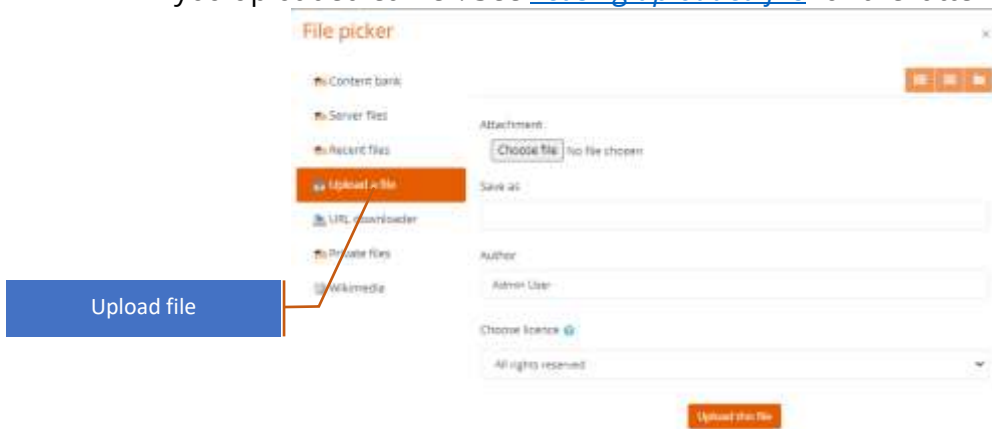 File picker
Content bank
Server files
Attachment
Recent files
Choose file No file chosen
Upload a file
Save as
URL downloader
Private files
Author
Wikimedia
Admin User
Upload file
Choose licence
All rights reserved
Upload this file